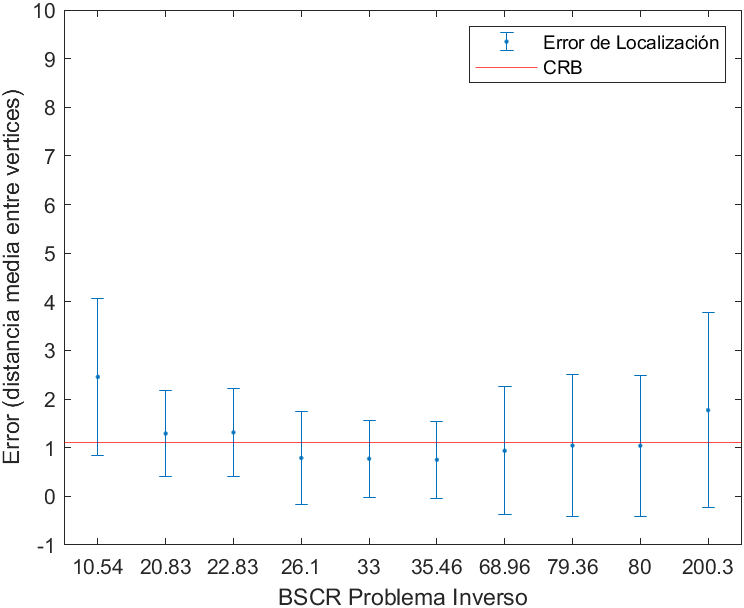 Error de Localización
CRB
Error (distancia media entre vertices)
10
9
8
7
6
5
4
3
2
1
0
-1
10.54 20.83 22.83 26.1 33 35.46 68.96 79.36 80 200.3
BSCR Problema Inverso